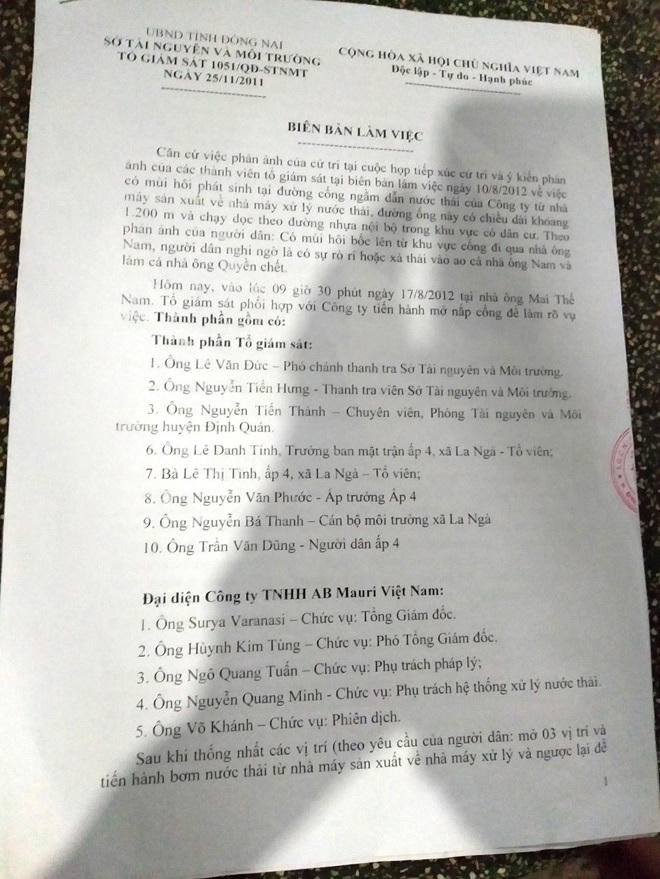 UBND TỈNH ĐỒNG NAI
SỞ TÀI NGUYÊN VÀ MÔI TRƯỜNG
TỔ GIÁM SÁT 1051/QĐ-STNMT
NGÀY 25/11/2011
CỘNG HÒA XÃ HỘI CHỦ NGHĨA VIỆT NAM
Độc lập - Tự do - Hạnh phúc
BIÊN BẢN LÀM VIỆC
Căn cứ việc phản ánh của cử tri tại cuộc họp tiếp xúc cử tri và ý kiến phản
ánh của các thành viên tổ giám sát tại biên bản làm việc ngày 10/8/2012 về việc
có mùi hôi phát sinh tại đường cống ngầm dẫn nước thải của Công ty từ nhà
máy sản xuất về nhà máy xử lý nước thải, đường ống này có chiều dài khoảng
1.200 m và chạy dọc theo đường nhựa nội bộ trong khu vực có dân cư. Theo
phản ánh của người dân: Có mùi hôi bốc lên từ khu vực cống đi qua nhà ông
Nam, người dân nghi ngờ là có sự rò rỉ hoặc xả thải vào ao cá nhà ông Nam và
làm cá nhà ông Quyền chết.
Hôm nay, vào lúc 09 giờ 30 phút ngày 17/8/2012 tại nhà ông Mai Thế
Nam. Tổ giám sát phối hợp với Công ty tiến hành mở nắp cống để làm rõ vụ
việc. Thành phần gồm có:
Thành phần Tổ giám sát:
1. Ông Lê Văn Đức – Phó chánh thanh tra Sở Tài nguyên và Môi trường.
2. Ông Nguyễn Tiến Hưng - Thanh tra viên Sở Tài nguyên và Môi trường.
3. Ông Nguyễn Tiến Thành – Chuyên viên, Phòng Tài nguyên và Môi
trường huyện Định Quán.
6. Ông Lê Danh Tính, Trưởng ban mặt trận ấp 4, xã La Ngà - Tổ viên;
7. Bà Lê Thị Tình, ấp 4, xã La Ngà – Tổ viên;
8. Ông Nguyễn Văn Phước - Ấp trưởng Ấp 4
9. Ông Nguyễn Bá Thanh – Cán bộ môi trường xã La Ngà
10. Ông Trần Văn Dũng - Người dân ấp 4
Đại diện Công ty TNHH AB Mauri Việt Nam:
1. Ông Surya Varanasi – Chức vụ: Tổng Giám đốc.
2. Ông Hùynh Kim Tùng – Chức vụ: Phó Tổng Giám đốc.
3. Ông Ngô Quang Tuấn – Chức vụ: Phụ trách pháp lý;
4. Ông Nguyễn Quang Minh - Chức vụ: Phụ trách hệ thống xử lý nước thải.
5. Ông Võ Khánh – Chức vụ: Phiên dịch.
Sau khi thống nhất các vị trí (theo yêu cầu của người dân: mở 03 vị trí và
tiến hành bơm nước thải từ nhà máy sản xuất về nhà máy xử lý và ngược lại để
1